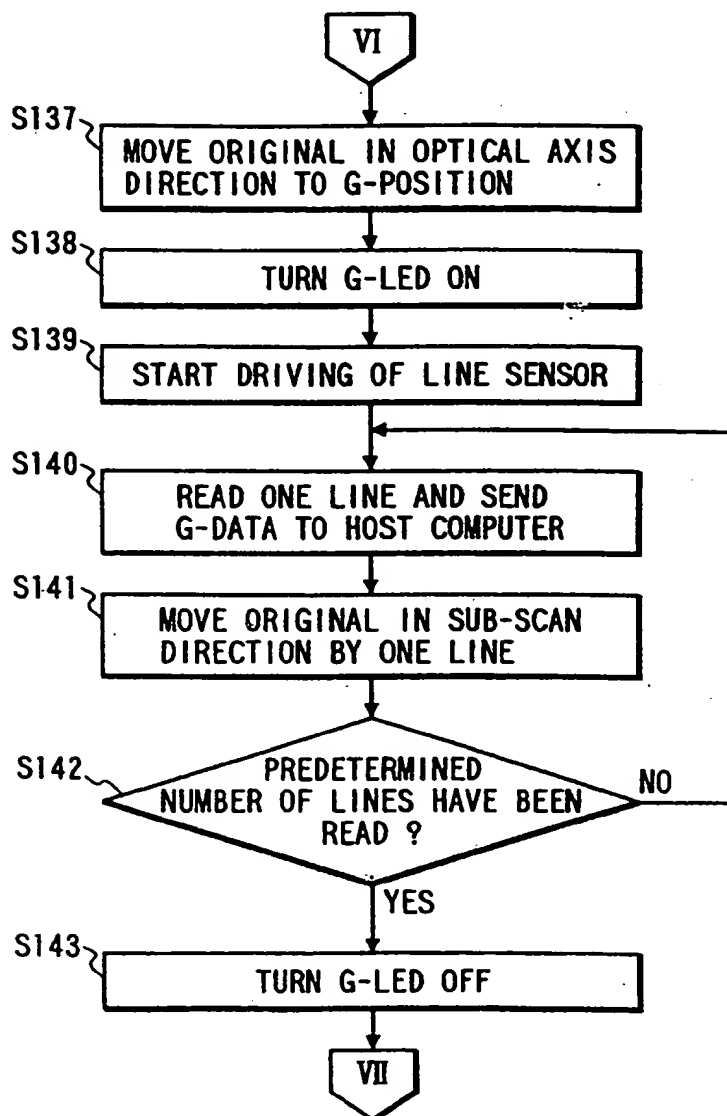 VI
S137
MOVE ORIGINAL IN OPTICAL AXIS
DIRECTION TO G-POSITION
S138
TURN G-LED ON
S139
START DRIVING OF LINE SENSOR
S140
READ ONE LINE AND SEND
G-DATA TO HOST COMPUTER
S141
MOVE ORIGINAL IN SUB-SCAN
DIRECTION BY ONE LINE
S142
PREDETERMINED
NUMBER OF LINES HAVE BEEN
READ ?
NO
YES
S143
TURN G-LED OFF
VII